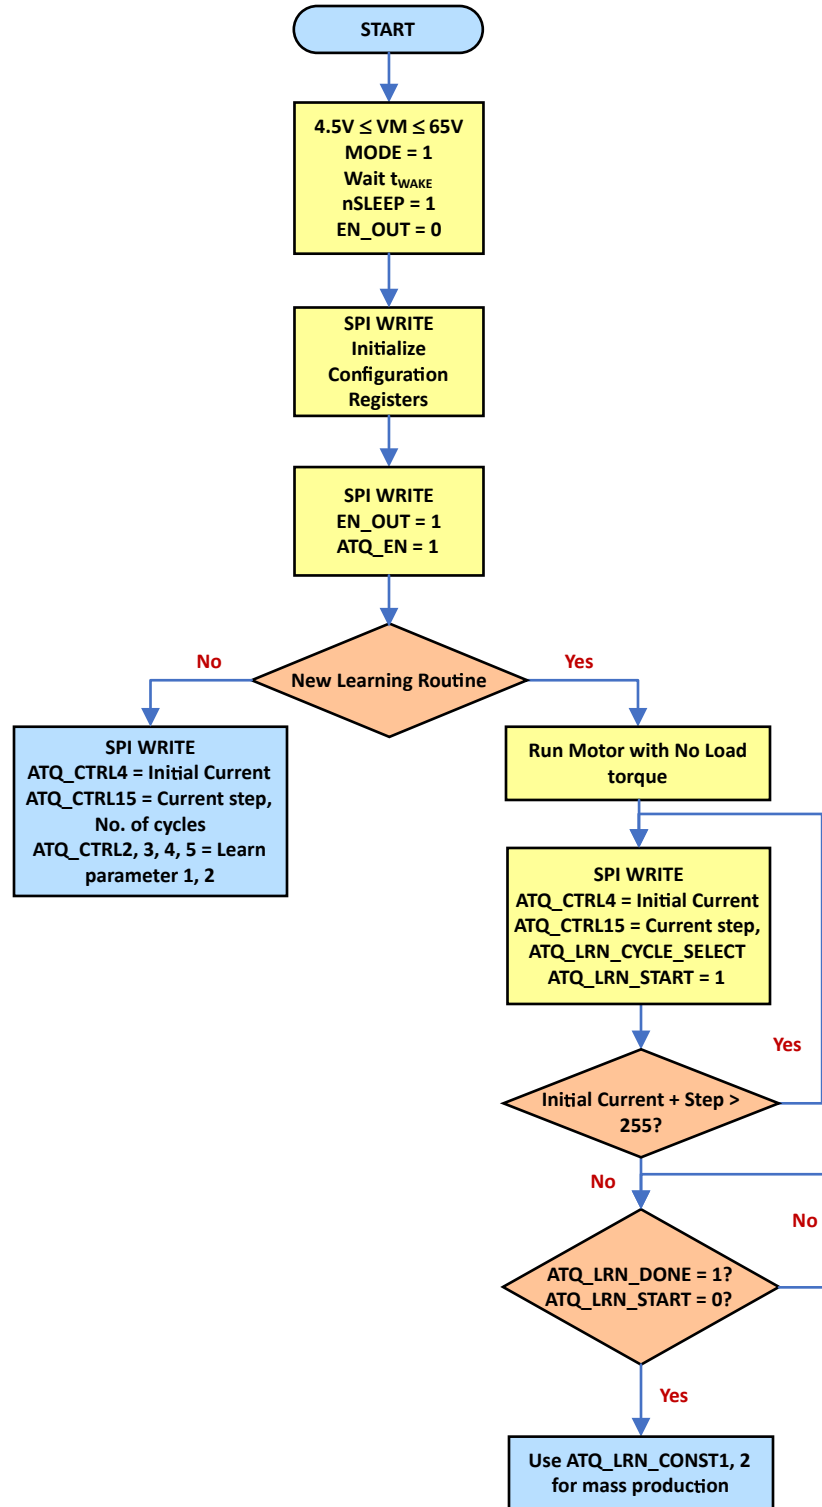 START
4.5V ≤ VM ≤ 65V
MODE = 1
Wait tWAKE
nSLEEP = 1
EN_OUT = 0
SPI WRITE
Initialize
Configuration
Registers
SPI WRITE
EN_OUT = 1
ATQ_EN = 1
No
Yes
New Learning Routine
SPI WRITE
ATQ_CTRL4 = Initial Current
ATQ_CTRL15 = Current step,
No. of cycles
ATQ_CTRL2, 3, 4, 5 = Learn
parameter 1, 2
Run Motor with No Load
torque
SPI WRITE
ATQ_CTRL4 = Initial Current
ATQ_CTRL15 = Current step,
ATQ_LRN_CYCLE_SELECT
ATQ_LRN_START = 1
Yes
Initial Current + Step >
255?
No
No
ATQ_LRN_DONE = 1?
ATQ_LRN_START = 0?
Yes
Use ATQ_LRN_CONST1, 2
for mass production